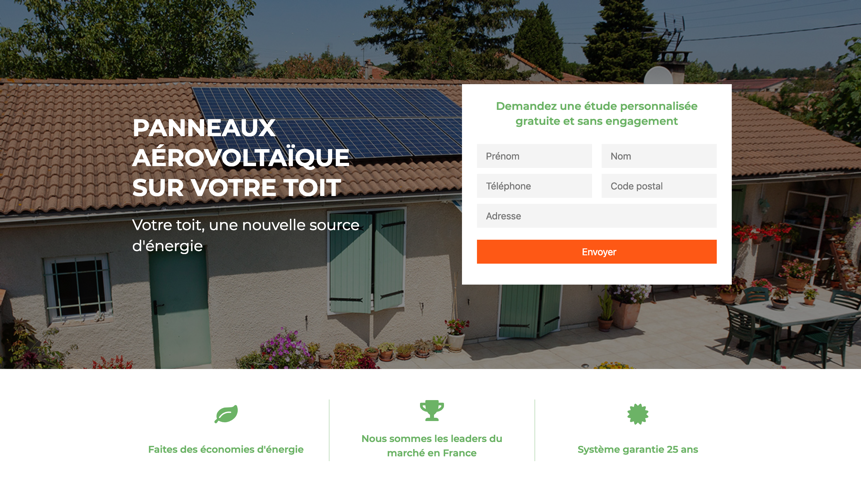 PANNEAUX
AÉROVOLTAÏQUE
SUR VOTRE TOIT
Votre toit, une nouvelle source
d'énergie
Demandez une étude personnalisée
gratuite et sans engagement
Prénom
Nom
Téléphone
Code postal
Adresse
Envoyer
Faites des économies d'énergie
Nous sommes les leaders du
marché en France
Système garantie 25 ans